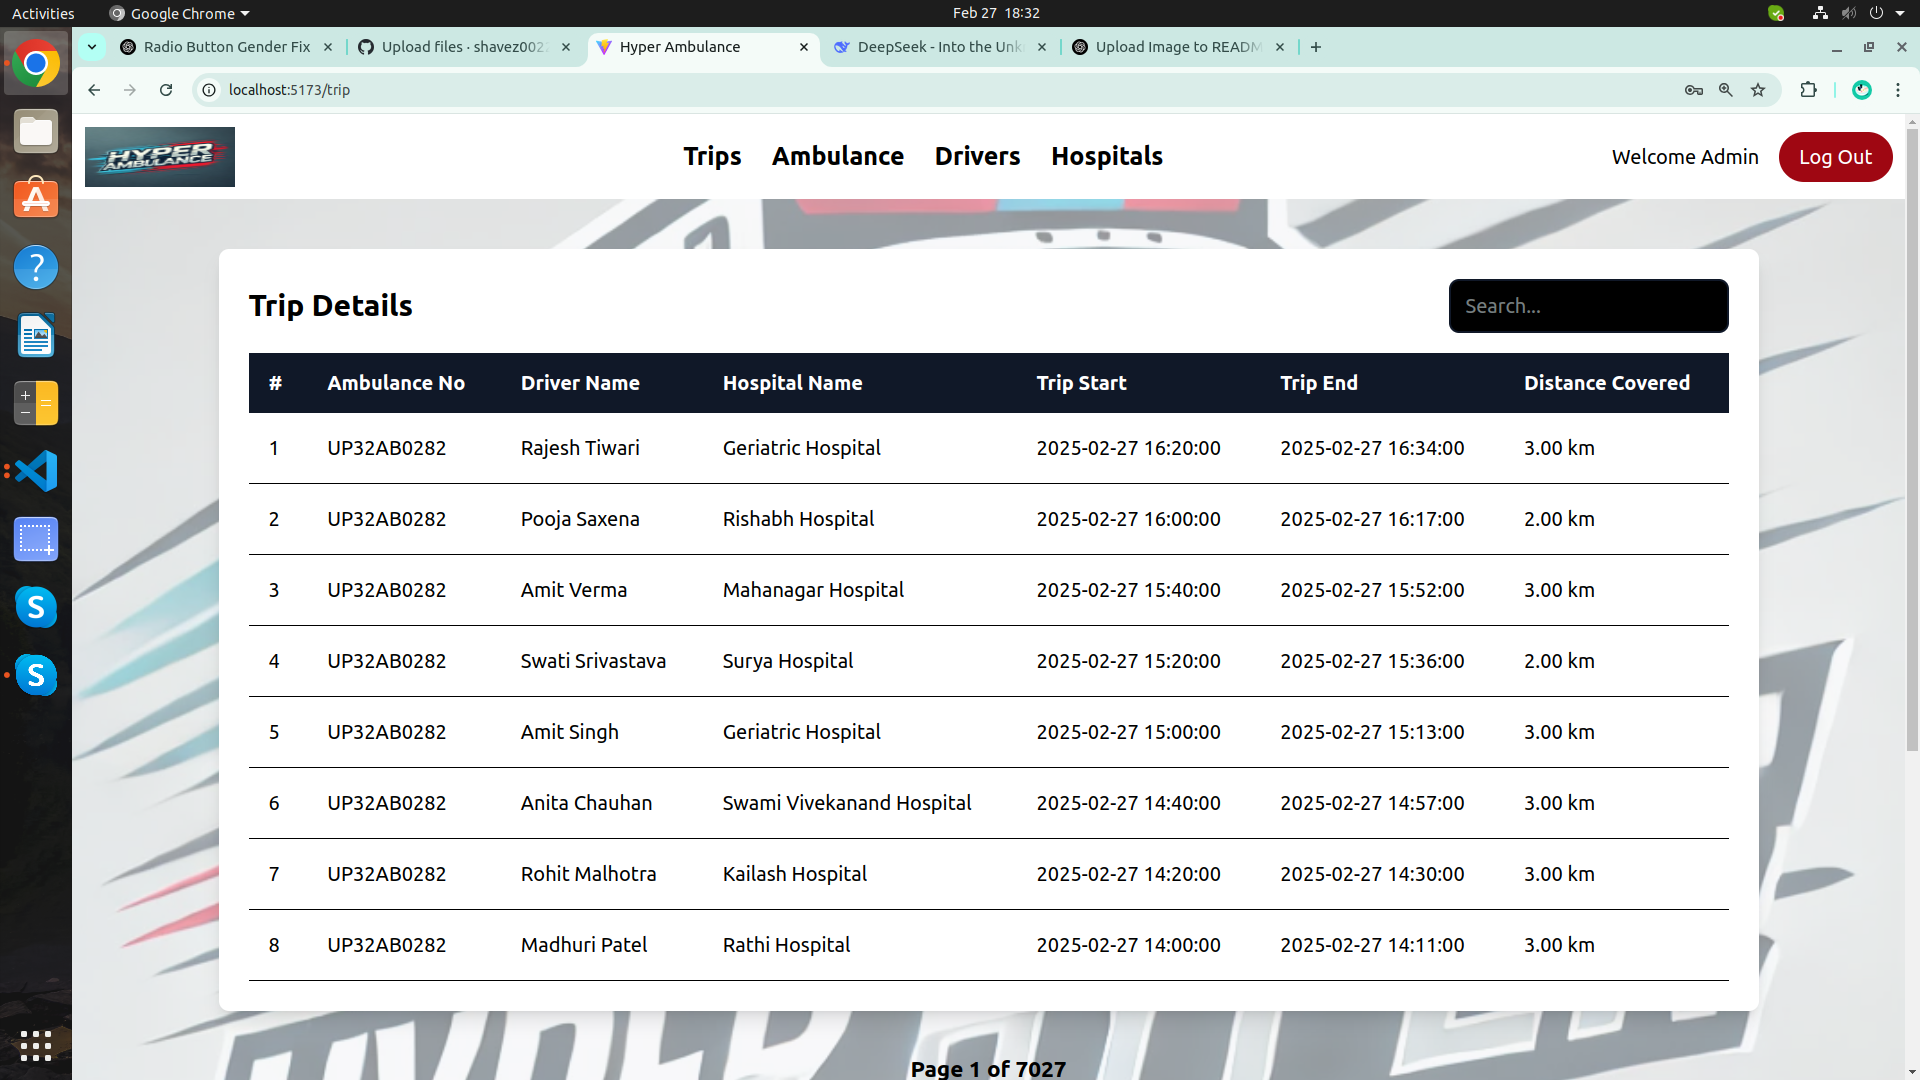 Activities Google Chrome Feb 27 18:32
Radio Button Gender Fix Upload files · shavez002 Hyper Ambulance DeepSeek - Into the Unk Upload Image to READM
localhost:5173/trip
HYPER AMBULANCE Trips Ambulance Drivers Hospitals Welcome Admin Log Out
Trip Details Search...
# Ambulance No Driver Name Hospital Name Trip Start Trip End Distance Covered
1 UP32AB0282 Rajesh Tiwari Geriatric Hospital 2025-02-27 16:20:00 2025-02-27 16:34:00 3.00 km
2 UP32AB0282 Pooja Saxena Rishabh Hospital 2025-02-27 16:00:00 2025-02-27 16:17:00 2.00 km
3 UP32AB0282 Amit Verma Mahanagar Hospital 2025-02-27 15:40:00 2025-02-27 15:52:00 3.00 km
4 UP32AB0282 Swati Srivastava Surya Hospital 2025-02-27 15:20:00 2025-02-27 15:36:00 2.00 km
5 UP32AB0282 Amit Singh Geriatric Hospital 2025-02-27 15:00:00 2025-02-27 15:13:00 3.00 km
6 UP32AB0282 Anita Chauhan Swami Vivekanand Hospital 2025-02-27 14:40:00 2025-02-27 14:57:00 3.00 km
7 UP32AB0282 Rohit Malhotra Kailash Hospital 2025-02-27 14:20:00 2025-02-27 14:30:00 3.00 km
8 UP32AB0282 Madhuri Patel Rathi Hospital 2025-02-27 14:00:00 2025-02-27 14:11:00 3.00 km
Page 1 of 7027